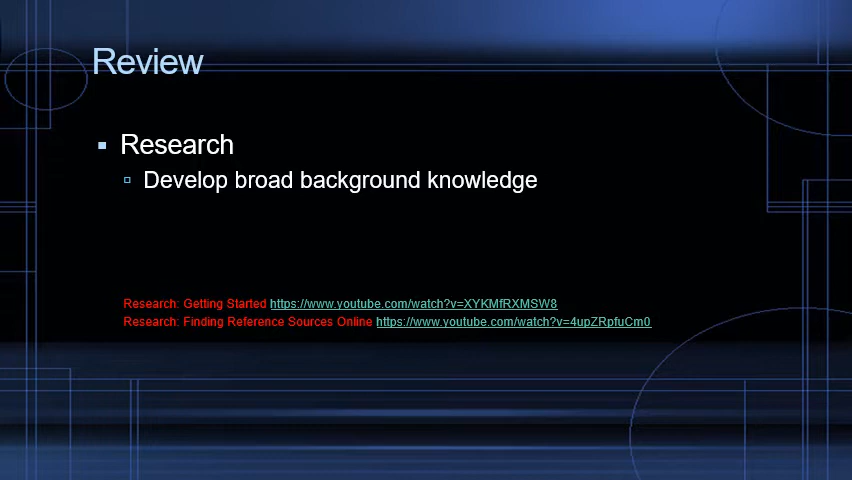 Review
Research
Develop broad background knowledge
Research: Getting Started https://www.youtube.com/watch?v=XYKMfRXMSW8
Research: Finding Reference Sources Online https://www.youtube.com/watch?v=4upZRpfuCm0